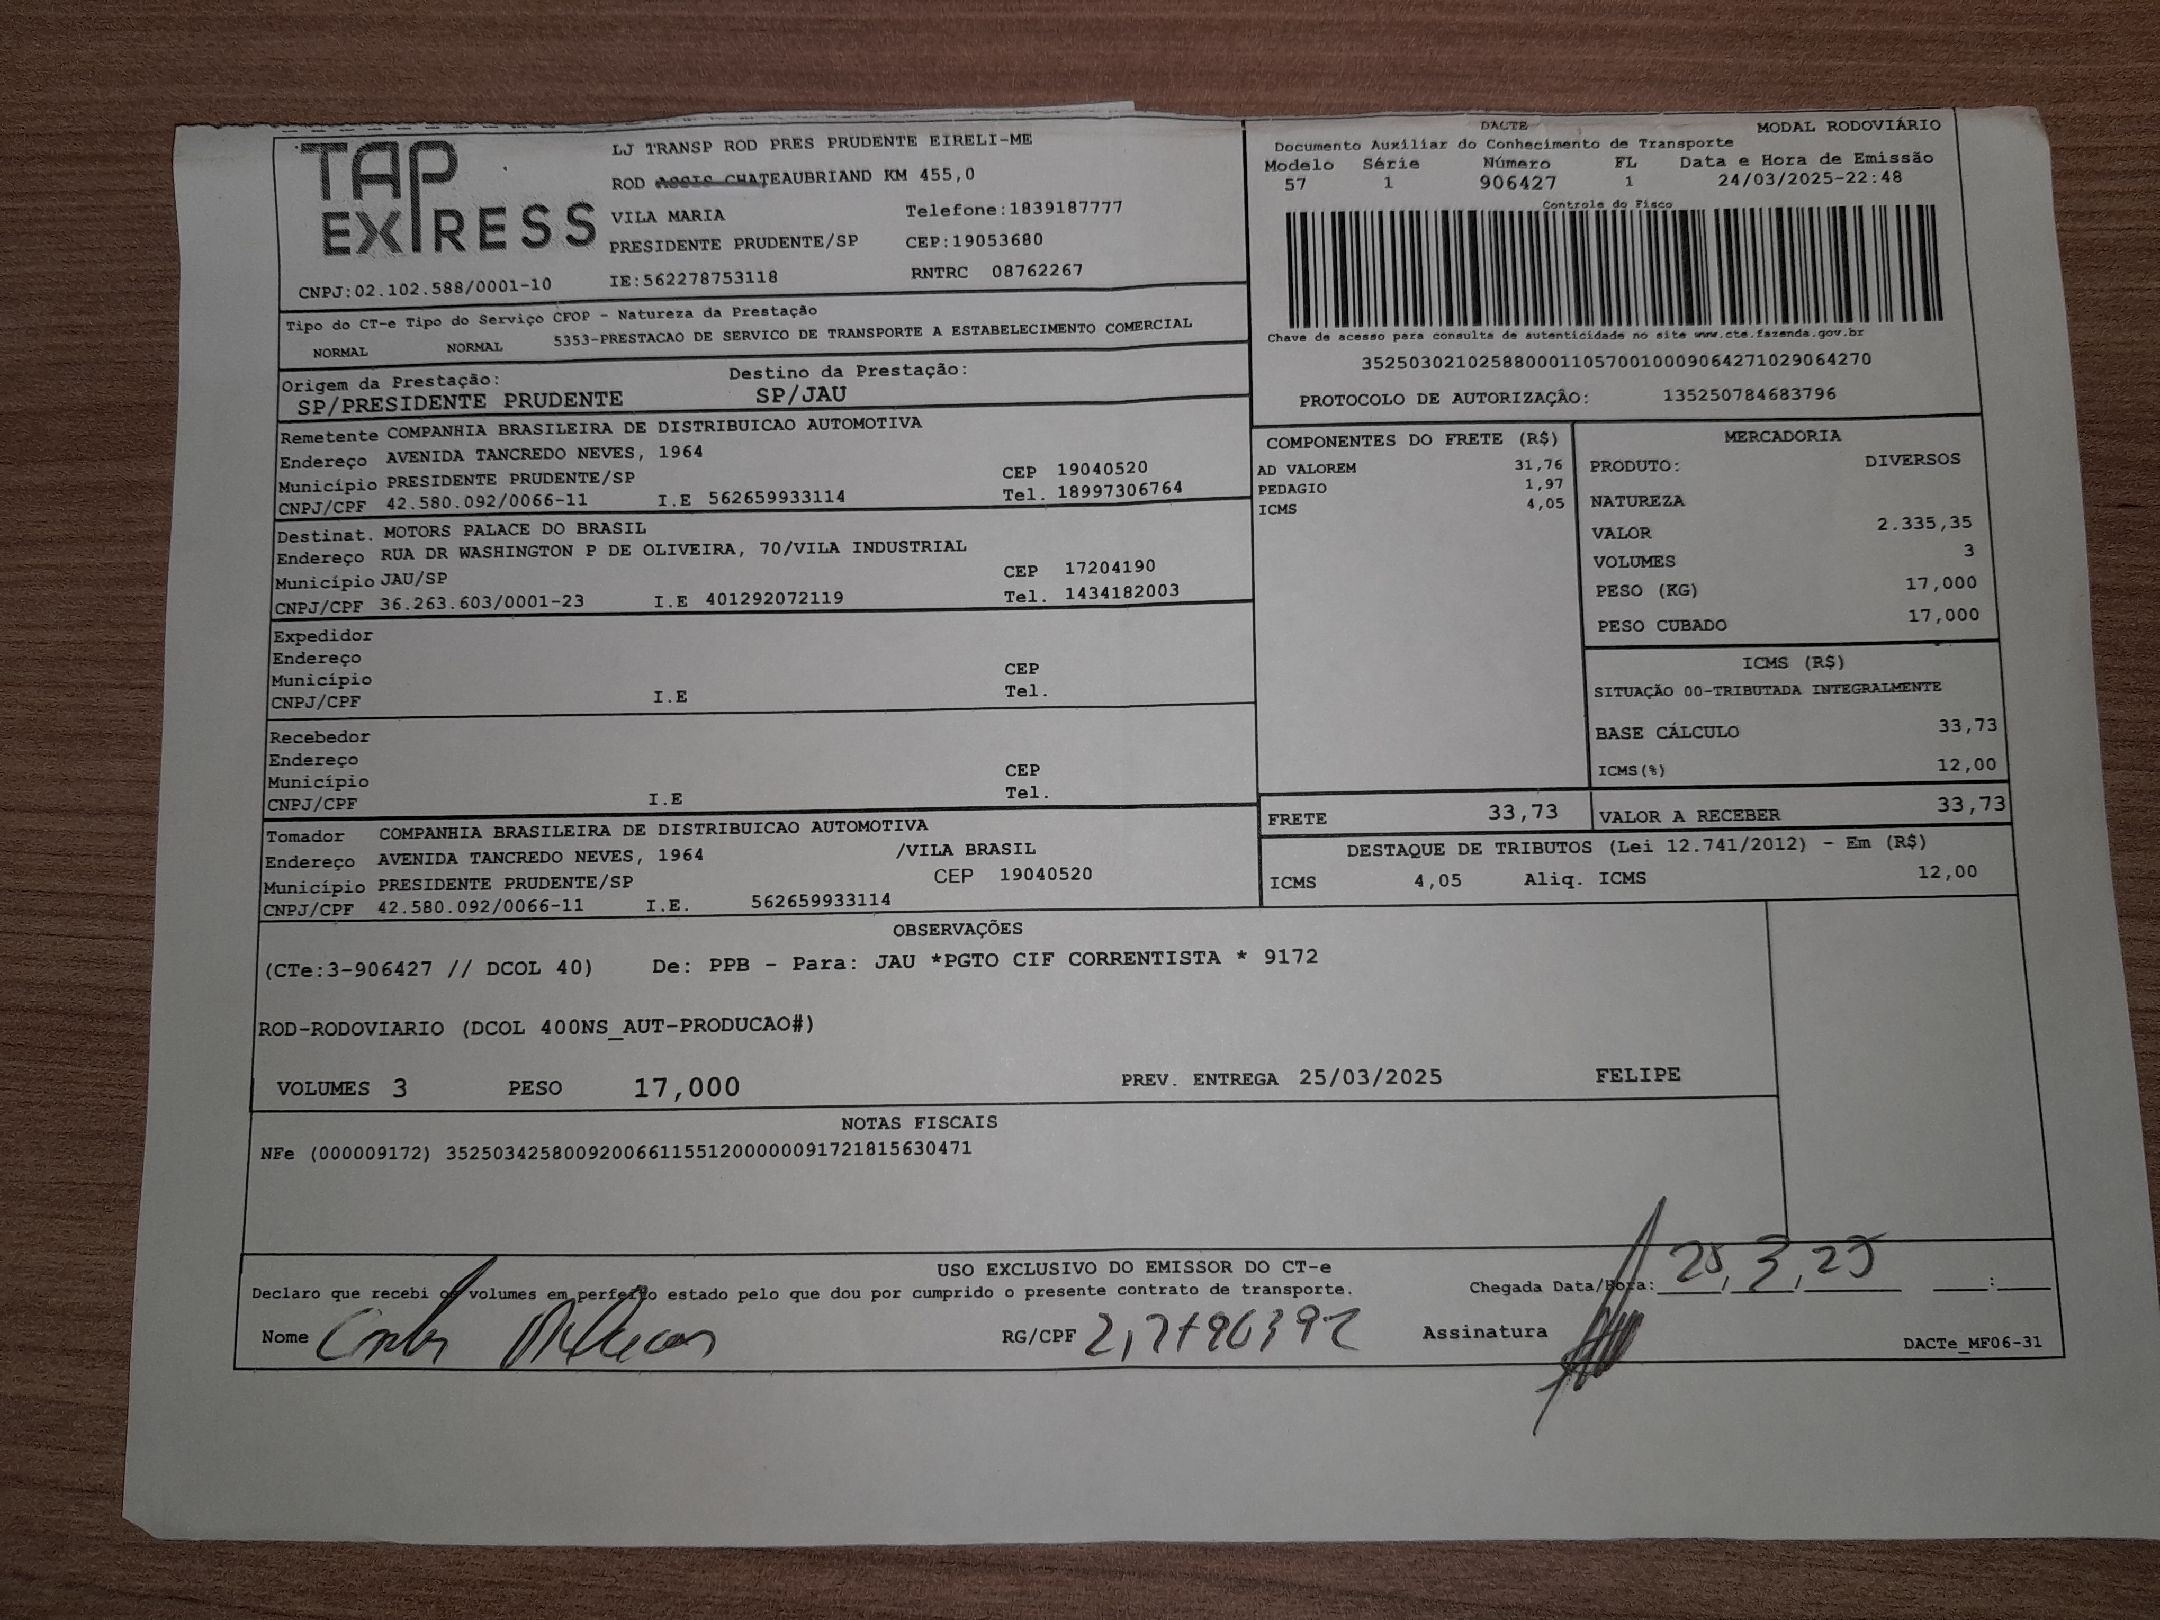 TAP EXPRESS
LJ TRANSP ROD PRES PRUDENTE EIRELI-ME
ROD ASSIS CHATEAUBRIAND KM 455,0
VILA MARIA Telefone:1839187777
PRESIDENTE PRUDENTE/SP CEP:19053680
CNPJ:02.102.588/0001-10 IE:562278753118 RNTRC 08762267
DACTE MODAL RODOVIÁRIO
Documento Auxiliar do Conhecimento de Transporte
Modelo Série Número FL Data e Hora de Emissão
57 1 906427 1 24/03/2025-22:48
Controle do Fisco
Chave de acesso para consulta de autenticidade no site www.cte.fazenda.gov.br
35250302102588000110570010009064271029064270
PROTOCOLO DE AUTORIZAÇÃO: 135250784683796
Tipo do CT-e Tipo do Serviço CFOP - Natureza da Prestação
NORMAL NORMAL 5353-PRESTACAO DE SERVICO DE TRANSPORTE A ESTABELECIMENTO COMERCIAL
Origem da Prestação: Destino da Prestação:
SP/PRESIDENTE PRUDENTE SP/JAU
Remetente COMPANHIA BRASILEIRA DE DISTRIBUICAO AUTOMOTIVA
Endereço AVENIDA TANCREDO NEVES, 1964
Município PRESIDENTE PRUDENTE/SP CEP 19040520
CNPJ/CPF 42.580.092/0066-11 I.E 562659933114 Tel. 18997306764
Destinat. MOTORS PALACE DO BRASIL
Endereço RUA DR WASHINGTON P DE OLIVEIRA, 70/VILA INDUSTRIAL
Município JAU/SP CEP 17204190
CNPJ/CPF 36.263.603/0001-23 I.E 401292072119 Tel. 1434182003
Expedidor
Endereço
Município CEP
CNPJ/CPF I.E Tel.
Recebedor
Endereço
Município CEP
CNPJ/CPF I.E Tel.
Tomador COMPANHIA BRASILEIRA DE DISTRIBUICAO AUTOMOTIVA
Endereço AVENIDA TANCREDO NEVES, 1964 /VILA BRASIL
Município PRESIDENTE PRUDENTE/SP CEP 19040520
CNPJ/CPF 42.580.092/0066-11 I.E. 562659933114
COMPONENTES DO FRETE (R$)
AD VALOREM 31,76
PEDAGIO 1,97
ICMS 4,05
MERCADORIA
PRODUTO: DIVERSOS
NATUREZA
VALOR 2.335,35
VOLUMES 3
PESO (KG) 17,000
PESO CUBADO 17,000
ICMS (R$)
SITUAÇÃO 00-TRIBUTADA INTEGRALMENTE
BASE CÁLCULO 33,73
ICMS(%) 12,00
FRETE 33,73 VALOR A RECEBER 33,73
DESTAQUE DE TRIBUTOS (Lei 12.741/2012) - Em (R$)
ICMS 4,05 Aliq. ICMS 12,00
OBSERVAÇÕES
(CTe:3-906427 // DCOL 40) De: PPB - Para: JAU *PGTO CIF CORRENTISTA * 9172
ROD-RODOVIARIO (DCOL 400NS_AUT-PRODUCAO#)
VOLUMES 3 PESO 17,000 PREV. ENTREGA 25/03/2025 FELIPE
NOTAS FISCAIS
NFe (000009172) 35250342580092006611551200000091721815630471
USO EXCLUSIVO DO EMISSOR DO CT-e
Declaro que recebi os volumes em perfeito estado pelo que dou por cumprido o presente contrato de transporte. Chegada Data/Hora: 25, 3, 25 :
Nome RG/CPF Assinatura
DACTe_MF06-31